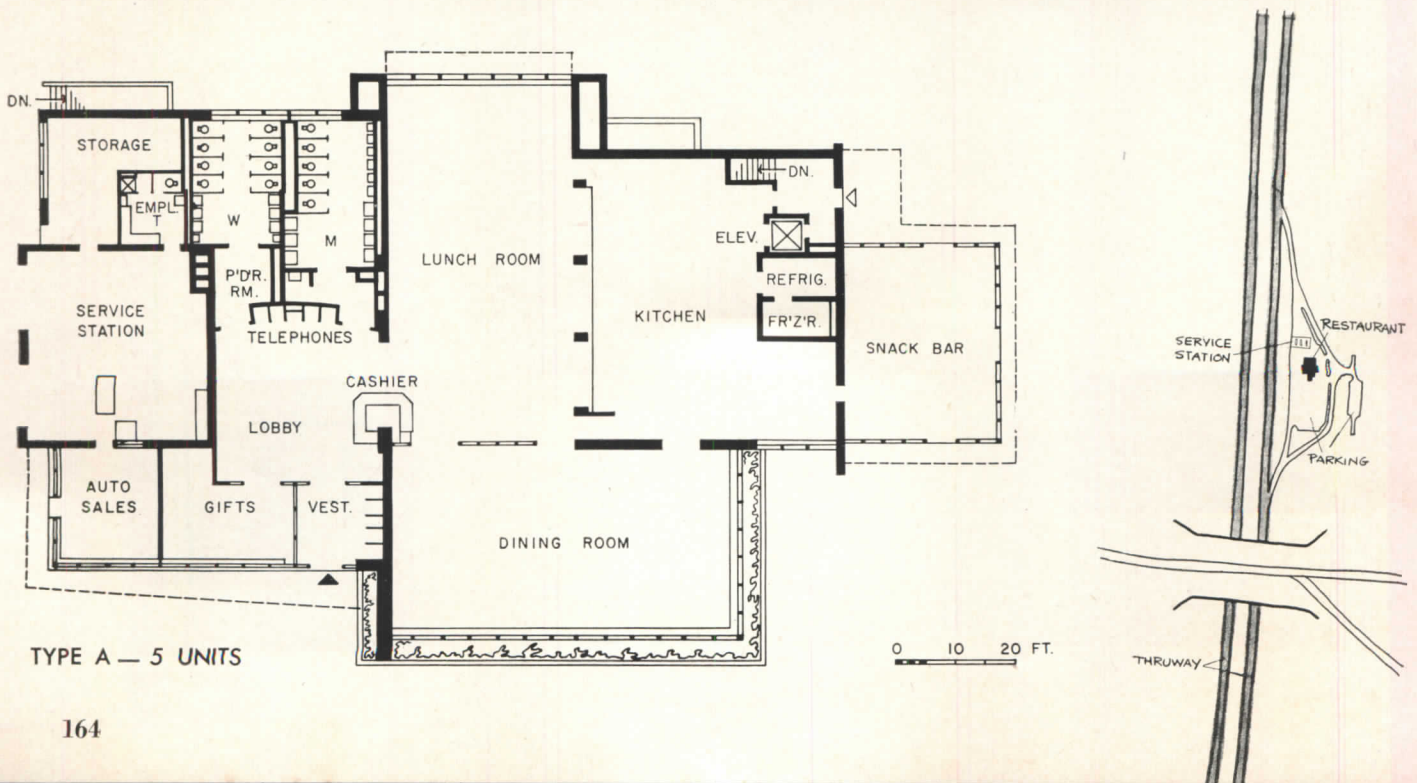 DN.
STORAGE
EMPL.
T
W
M
P'D'R.
RM.
SERVICE
STATION
TELEPHONES
LOBBY
CASHIER
AUTO
SALES
GIFTS
VEST.
LUNCH ROOM
DINING ROOM
KITCHEN
DN.
ELEV.
REFRIG.
FR'Z'R.
SNACK BAR
TYPE A — 5 UNITS
0 10 20 FT.
164
SERVICE
STATION
RESTAURANT
PARKING
THRUWAY